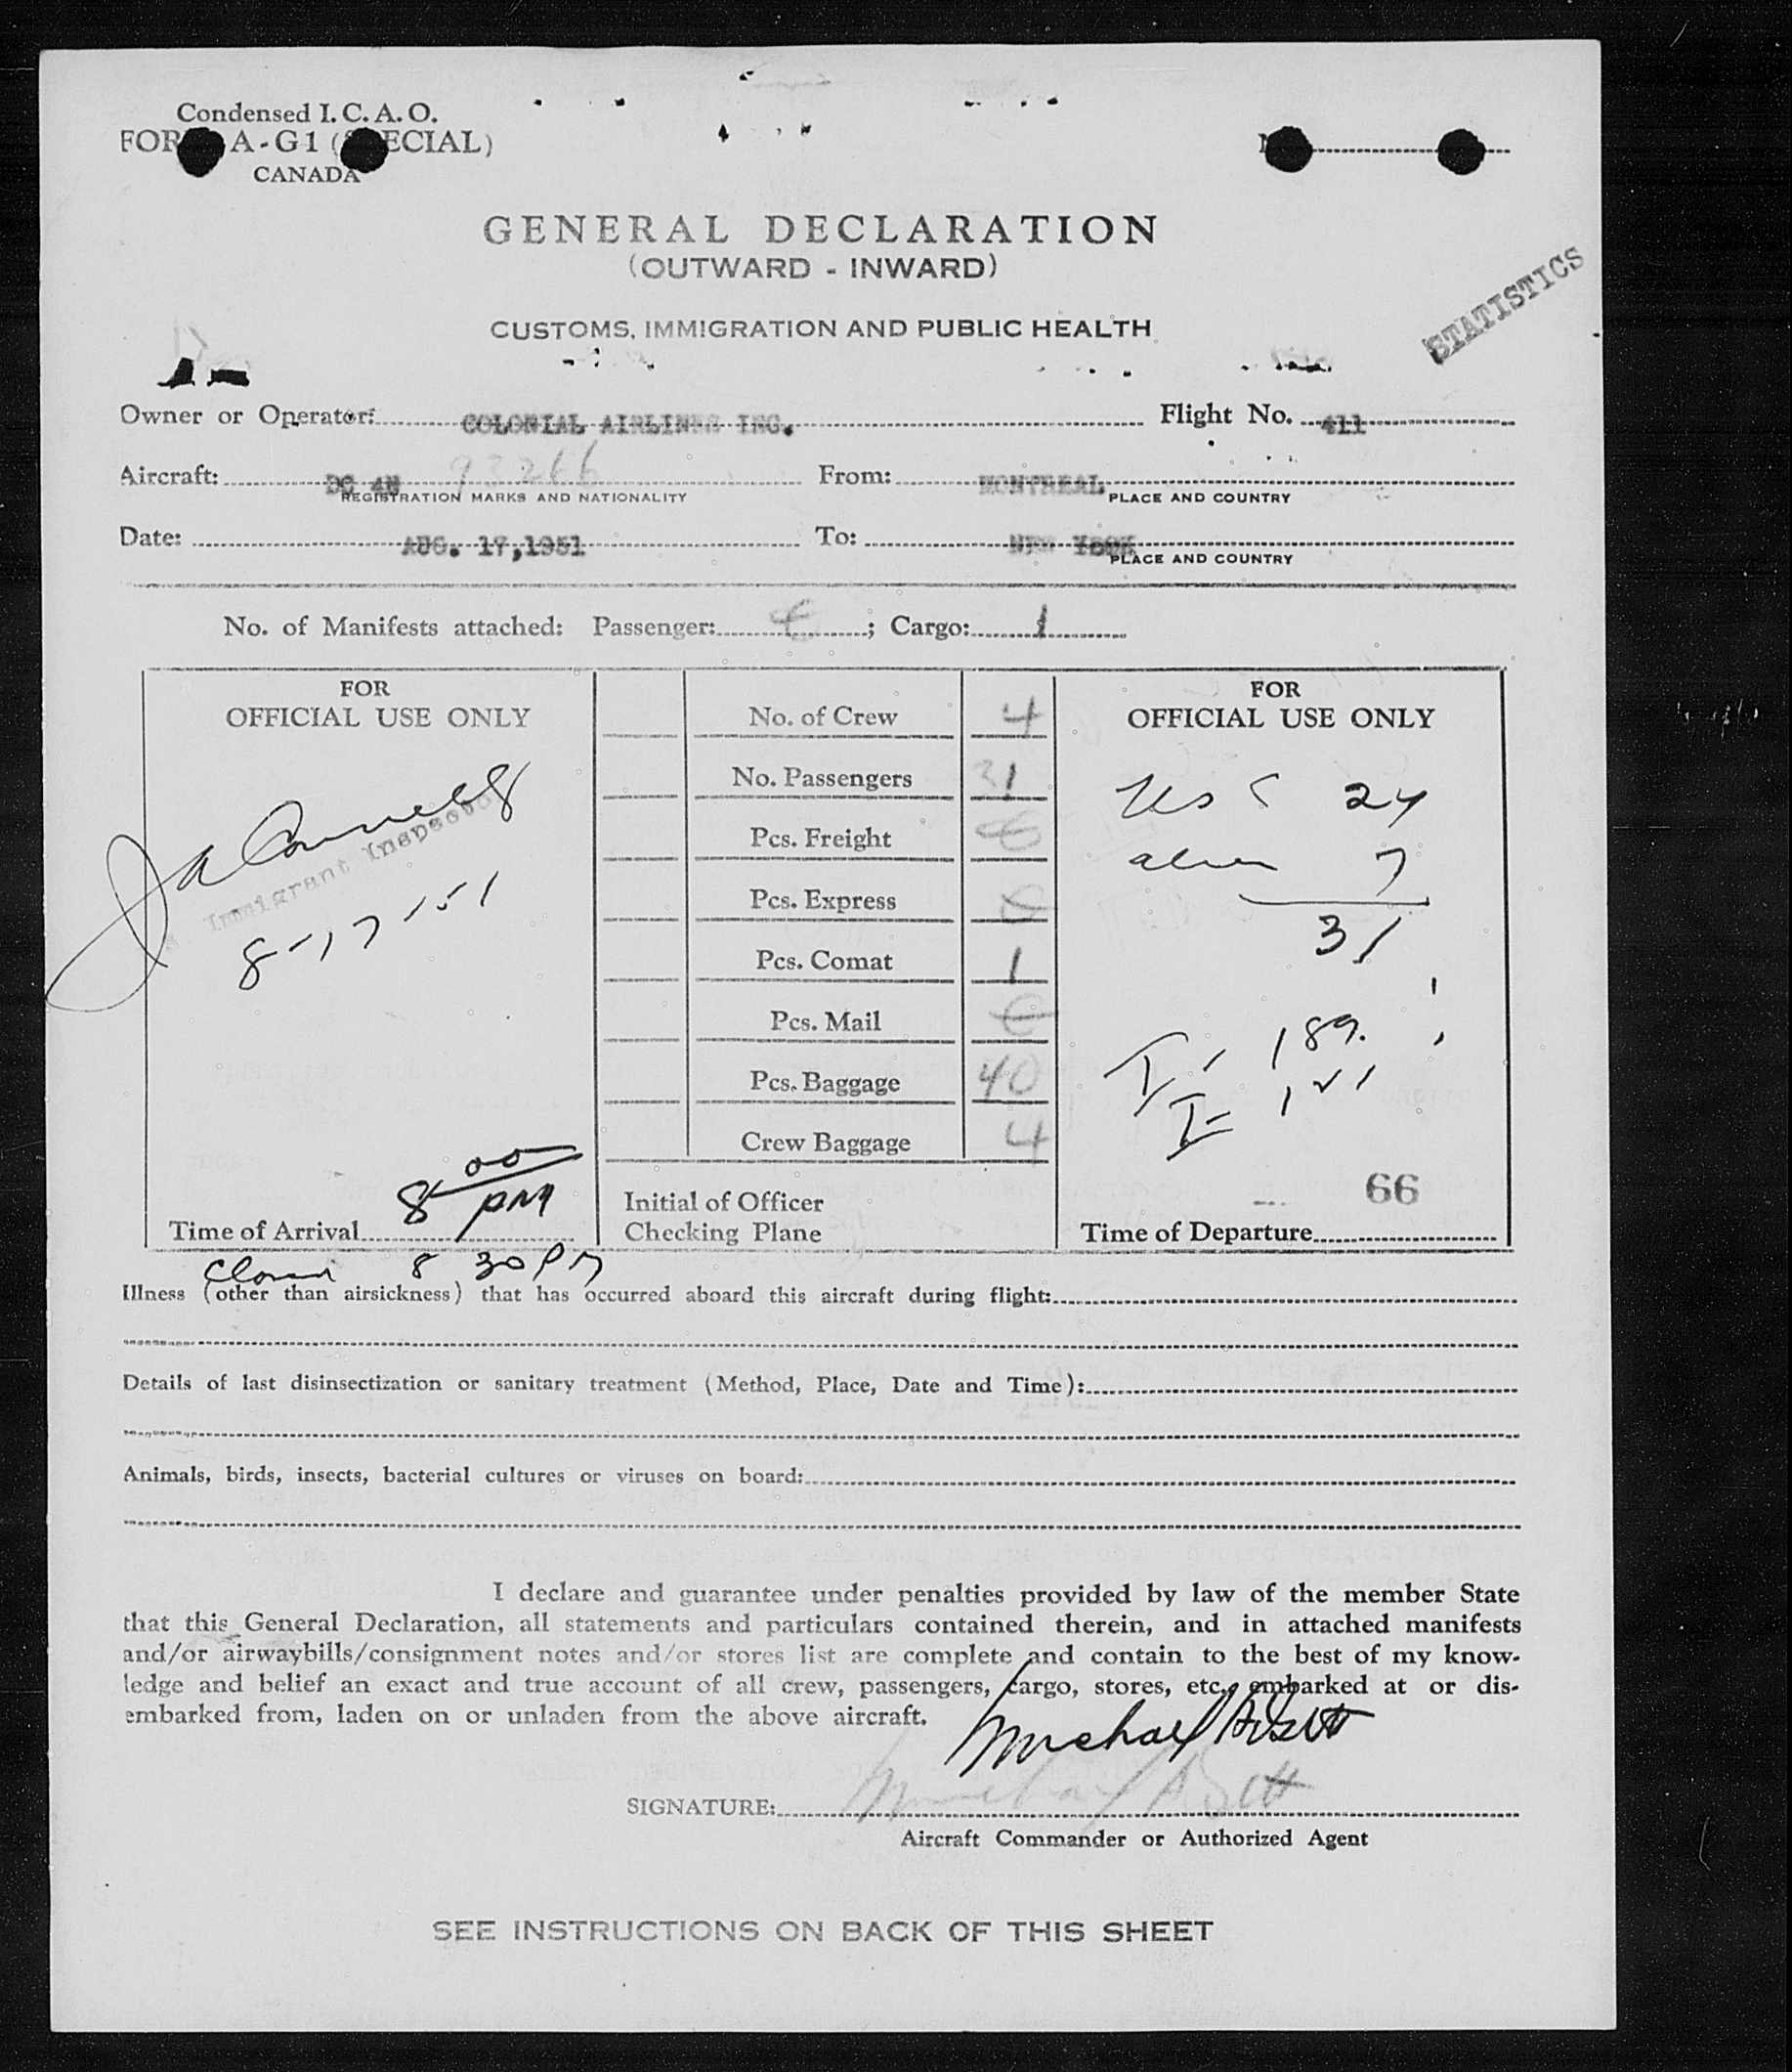 Condensed I. C. A. O.
A-G1
CANADA
GENERAL DECLARATION
(OUTWARD - INWARD)
STATISTICS
CUSTOMS, IMMIGRATION AND PUBLIC HEALTH
Owner or Operator: COLONIAL AIRLINES INC. Flight No. 411
Aircraft: DC 4N 93266 From: MONTREAL
REGISTRATION MARKS AND NATIONALITY PLACE AND COUNTRY
Date: AUG. 17,1951 To: NEW YORK
PLACE AND COUNTRY
No. of Manifests attached: Passenger: ; Cargo: 1
FOR
OFFICIAL USE ONLY
Immigrant Inspector
8-17-51
8 00 PM
Time of Arrival
No. of Crew 4
No. Passengers 31
Pcs. Freight
Pcs. Express
Pcs. Comat 1
Pcs. Mail
Pcs. Baggage 40
Crew Baggage 4
Initial of Officer
Checking Plane
FOR
OFFICIAL USE ONLY
US C 24
alien 7
31
I - 189.
66
Time of Departure
8 30 PM
Illness (other than airsickness) that has occurred aboard this aircraft during flight:
Details of last disinsectization or sanitary treatment (Method, Place, Date and Time):
Animals, birds, insects, bacterial cultures or viruses on board:
I declare and guarantee under penalties provided by law of the member State
that this General Declaration, all statements and particulars contained therein, and in attached manifests
and/or airwaybills/consignment notes and/or stores list are complete and contain to the best of my know-
ledge and belief an exact and true account of all crew, passengers, cargo, stores, etc., embarked at or dis-
embarked from, laden on or unladen from the above aircraft.
Michael
SIGNATURE: Michael
Aircraft Commander or Authorized Agent
SEE INSTRUCTIONS ON BACK OF THIS SHEET